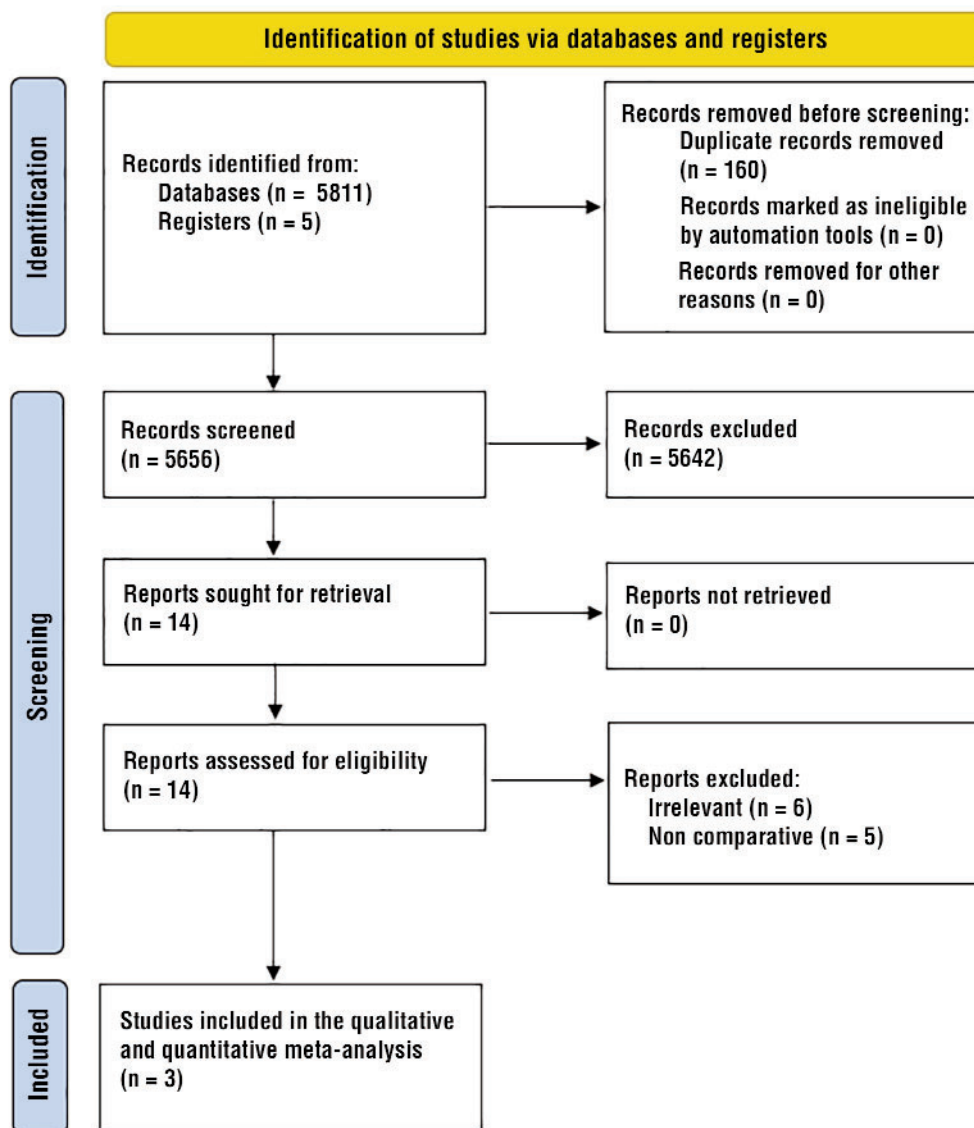 Identification of studies via databases and registers
Identification
Records identified from:
Databases (n = 5811)
Registers (n = 5)
Records removed before screening:
Duplicate records removed
(n = 160)
Records marked as ineligible
by automation tools (n = 0)
Records removed for other
reasons (n = 0)
Screening
Records screened
(n = 5656)
Records excluded
(n = 5642)
Reports sought for retrieval
(n = 14)
Reports not retrieved
(n = 0)
Reports assessed for eligibility
(n = 14)
Reports excluded:
Irrelevant (n = 6)
Non comparative (n = 5)
Included
Studies included in the qualitative
and quantitative meta-analysis
(n = 3)